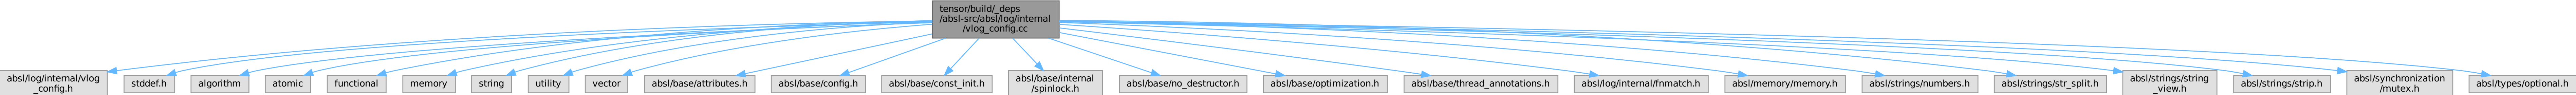 tensor/build/_deps
/absl-src/absl/log/internal
/vlog_config.cc
absl/log/internal/vlog
_config.h
stddef.h
algorithm
atomic
functional
memory
string
utility
vector
absl/base/attributes.h
absl/base/config.h
absl/base/const_init.h
absl/base/internal
/spinlock.h
absl/base/no_destructor.h
absl/base/optimization.h
absl/base/thread_annotations.h
absl/log/internal/fnmatch.h
absl/memory/memory.h
absl/strings/numbers.h
absl/strings/str_split.h
absl/strings/string
_view.h
absl/strings/strip.h
absl/synchronization
/mutex.h
absl/types/optional.h